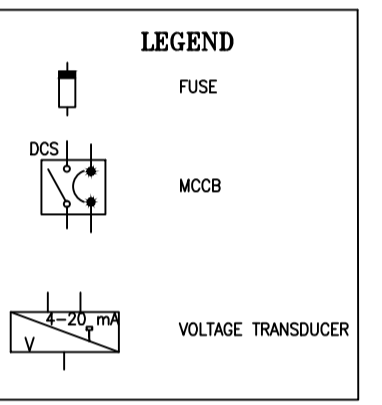 LEGEND
FUSE
DCS
MCCB
4-20 mA
V
VOLTAGE TRANSDUCER